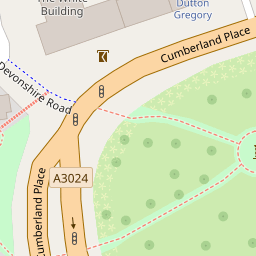 The White
Building
Dutton
Gregory
Cumberland Place
Devonshire Road
A3024
Cumberland Place